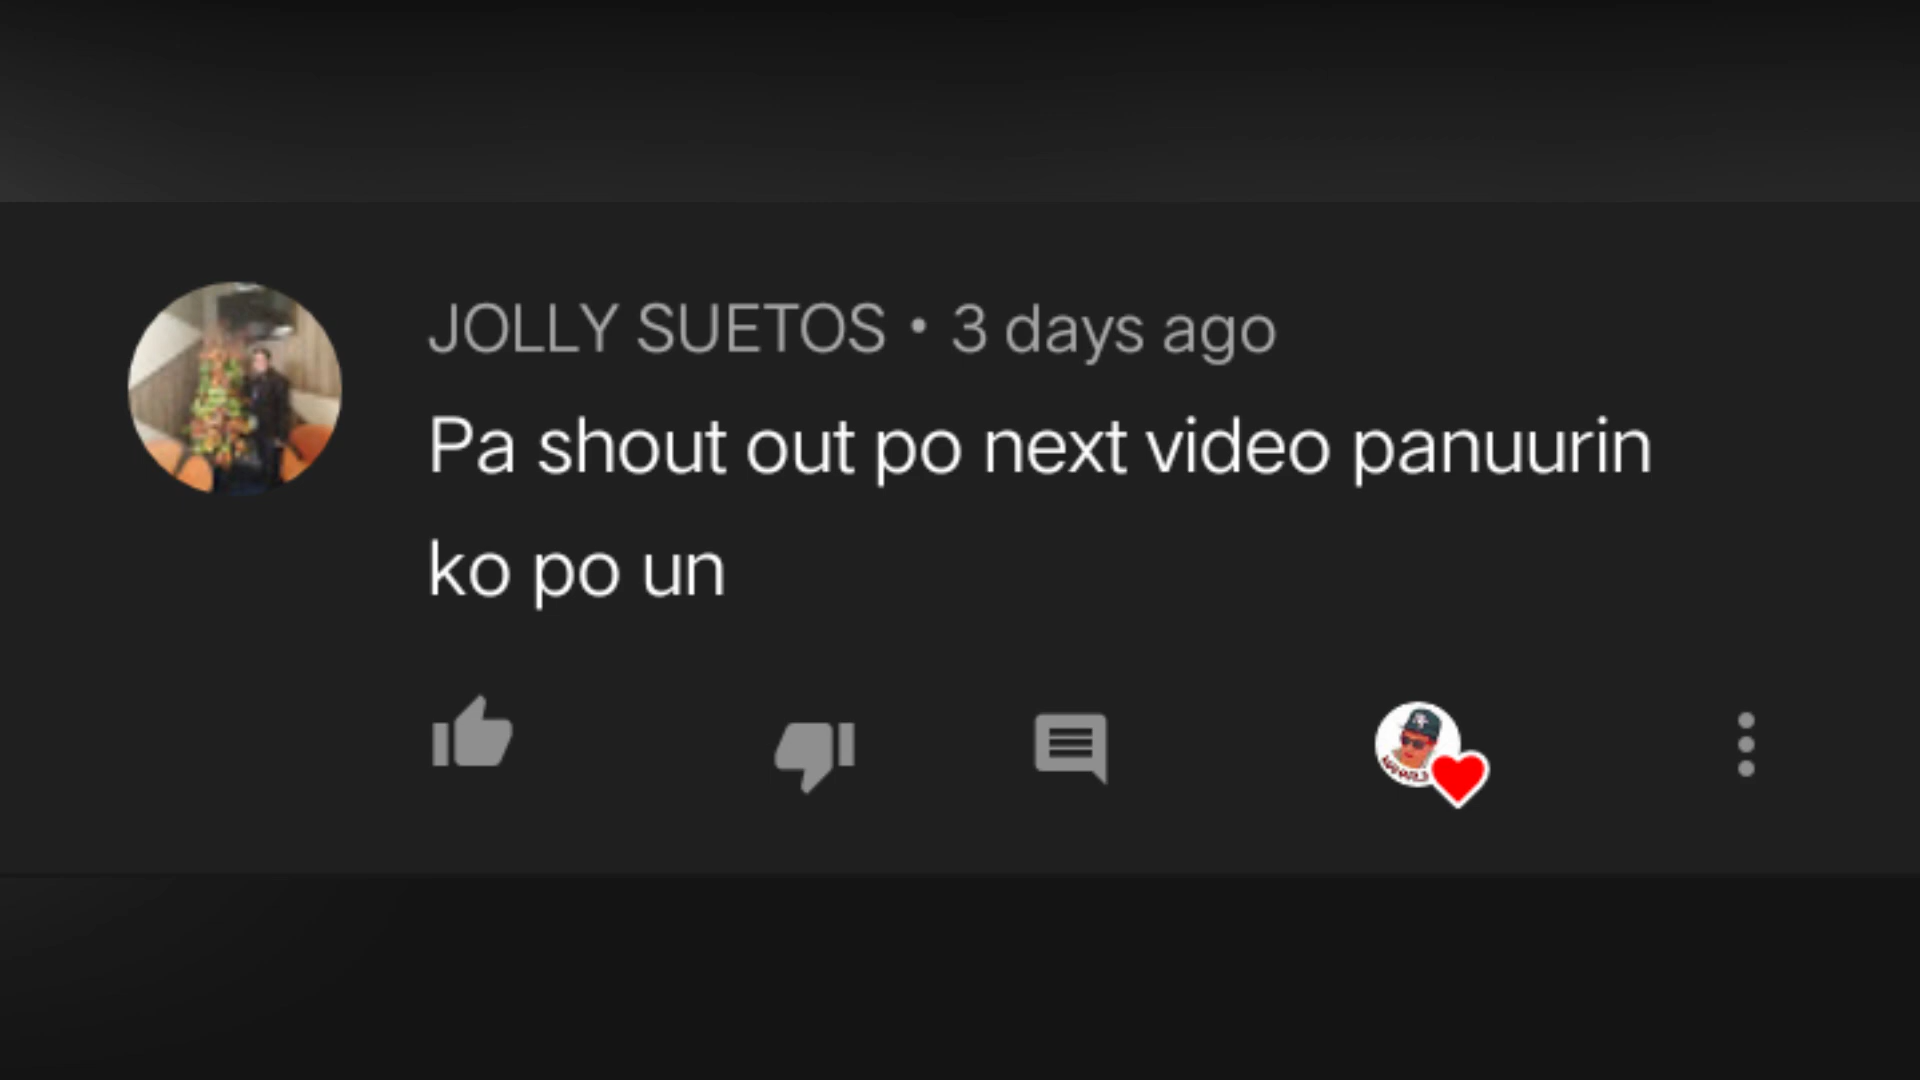 JOLLY SUETOS • 3 days ago
Pa shout out po next video panuurin
ko po un